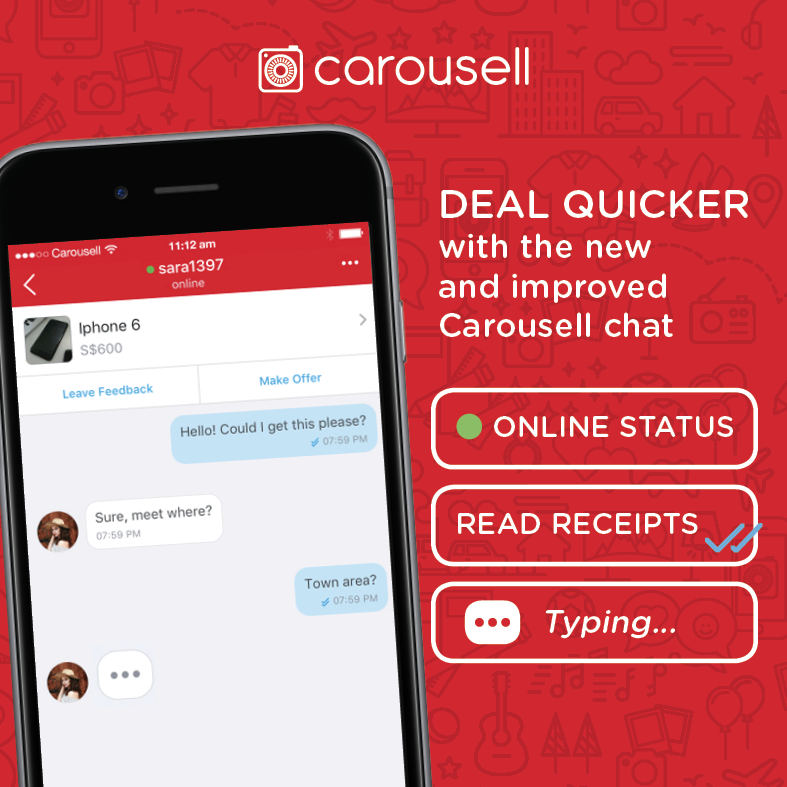 carousell
DEAL QUICKER
with the new
and improved
Carousell chat
ONLINE STATUS
READ RECEIPTS
Typing...
Carousell
11:12 am
sara1397
online
Iphone 6
S$600
Leave Feedback
Make Offer
Hello! Could I get this please?
07:59 PM
Sure, meet where?
07:59 PM
Town area?
07:59 PM